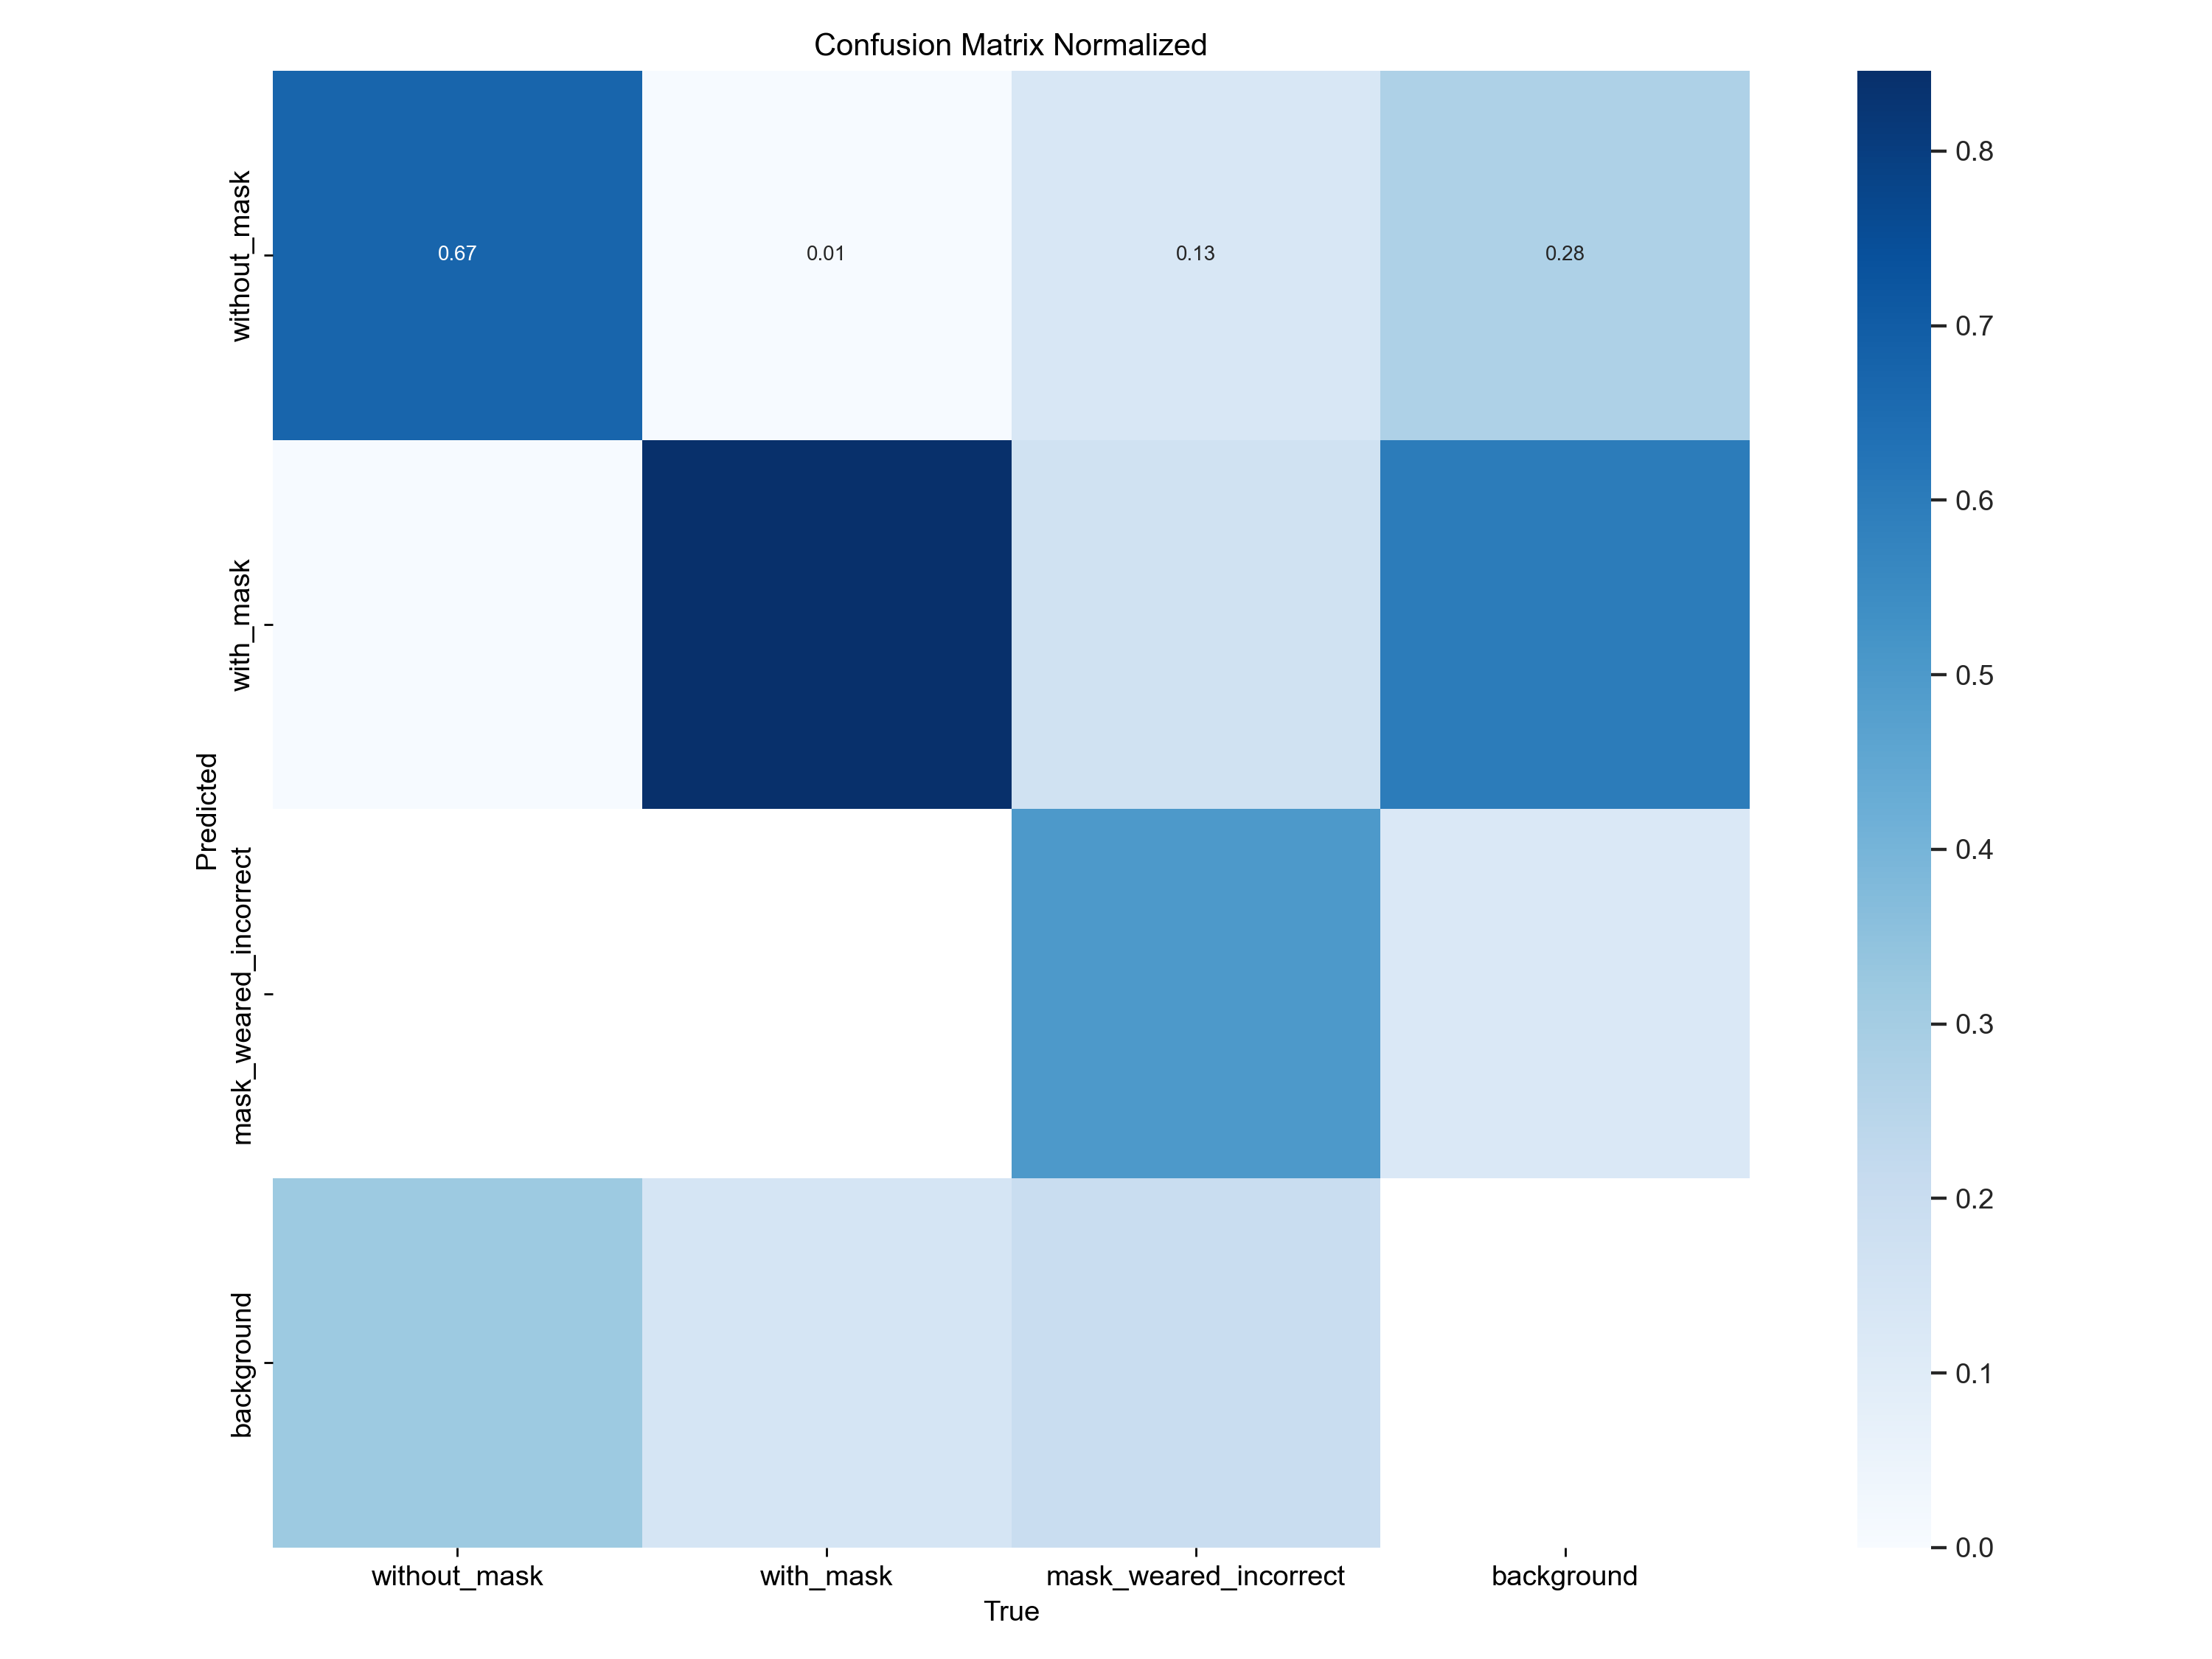 Confusion Matrix Normalized
without_mask
0.67
0.01
0.13
0.28
with_mask
mask_weared_incorrect
background
Predicted
without_mask
with_mask
mask_weared_incorrect
background
True
0.8
0.7
0.6
0.5
0.4
0.3
0.2
0.1
0.0